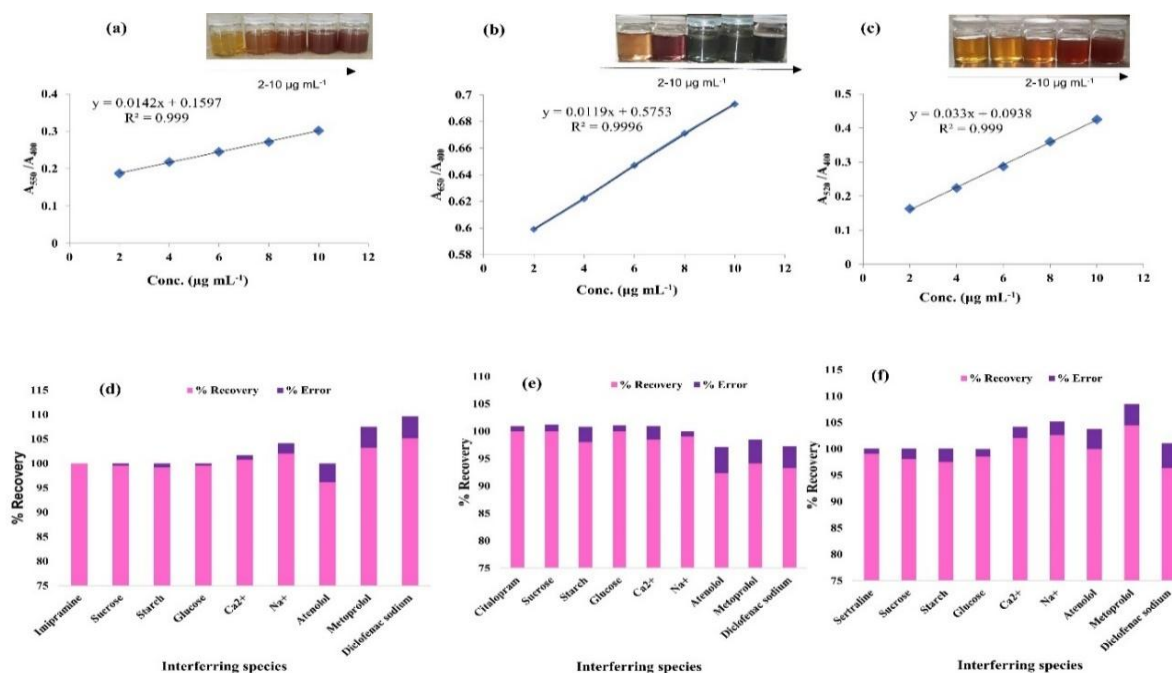 (a)
2-10 µg mL⁻¹
y = 0.0142x + 0.1597
R² = 0.999
0.4
0.3
0.2
0.1
0
A₅₅₀ /A₄₀₀
0 2 4 6 8 10 12
Conc. (µg mL⁻¹)
(b)
2-10 µg mL⁻¹
y = 0.0119x + 0.5753
R² = 0.9996
0.7
0.68
0.66
0.64
0.62
0.6
0.58
A₆₅₀/A₄₀₀
0 2 4 6 8 10 12
Conc. (µg mL⁻¹)
(c)
2-10 µg mL⁻¹
y = 0.033x + 0.0938
R² = 0.999
0.5
0.4
0.3
0.2
0.1
0
A₅₂₀/A₄₀₀
0 2 4 6 8 10 12
Conc. (µg mL⁻¹)
(d)
% Recovery % Error
115
110
105
100
95
90
85
80
75
% Recovery
Imipramine
Sucrose
Starch
Glucose
Ca2+
Na+
Atenolol
Metoprolol
Diclofenac sodium
Interferring species
(e)
% Recovery % Error
110
105
100
95
90
85
80
75
% Recovery
Citalopram
Sucrose
Starch
Glucose
Ca2+
Na+
Atenolol
Metoprolol
Diclofenac sodium
Interferring species
(f)
% Recovery % Error
115
110
105
100
95
90
85
80
75
% Recovery
Sertraline
Sucrose
Starch
Glucose
Ca2+
Na+
Atenolol
Metoprolol
Diclofenac sodium
Interferring species